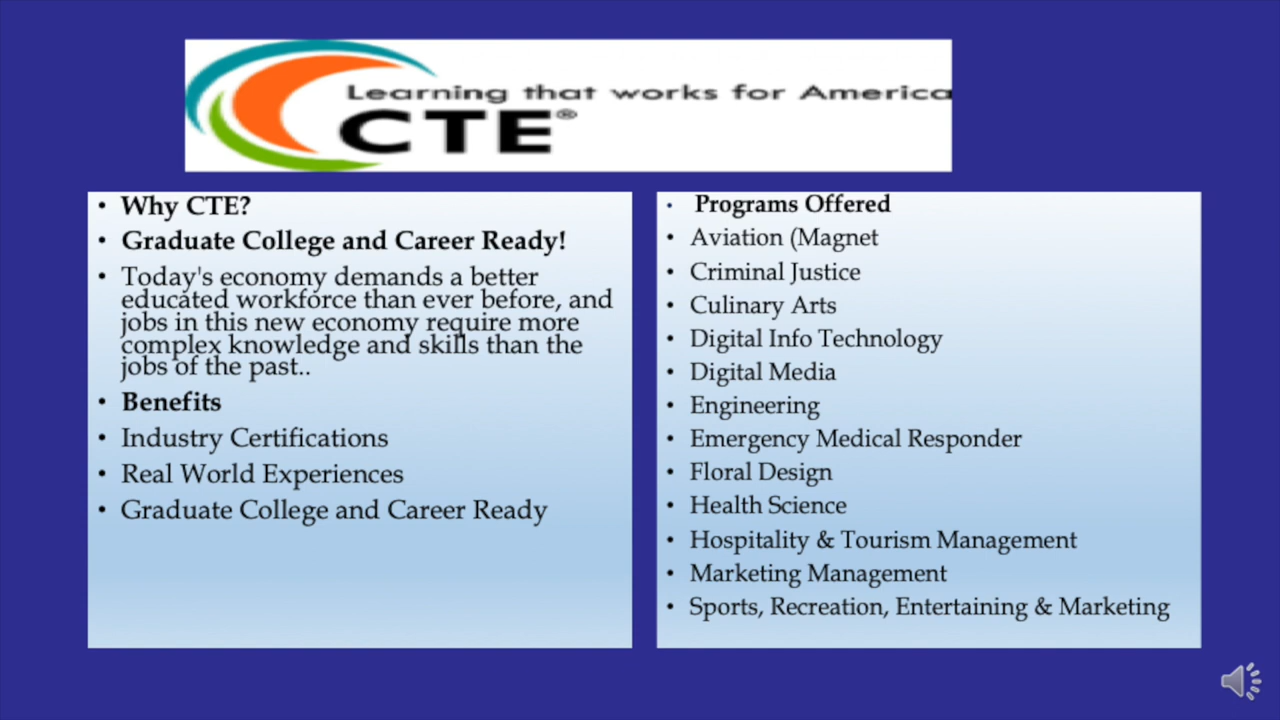 Learning that works for America
CTE®
• Why CTE?
• Graduate College and Career Ready!
• Today's economy demands a better
educated workforce than ever before, and
jobs in this new economy require more
complex knowledge and skills than the
jobs of the past..
• Benefits
• Industry Certifications
• Real World Experiences
• Graduate College and Career Ready
• Programs Offered
• Aviation (Magnet
• Criminal Justice
• Culinary Arts
• Digital Info Technology
• Digital Media
• Engineering
• Emergency Medical Responder
• Floral Design
• Health Science
• Hospitality & Tourism Management
• Marketing Management
• Sports, Recreation, Entertaining & Marketing